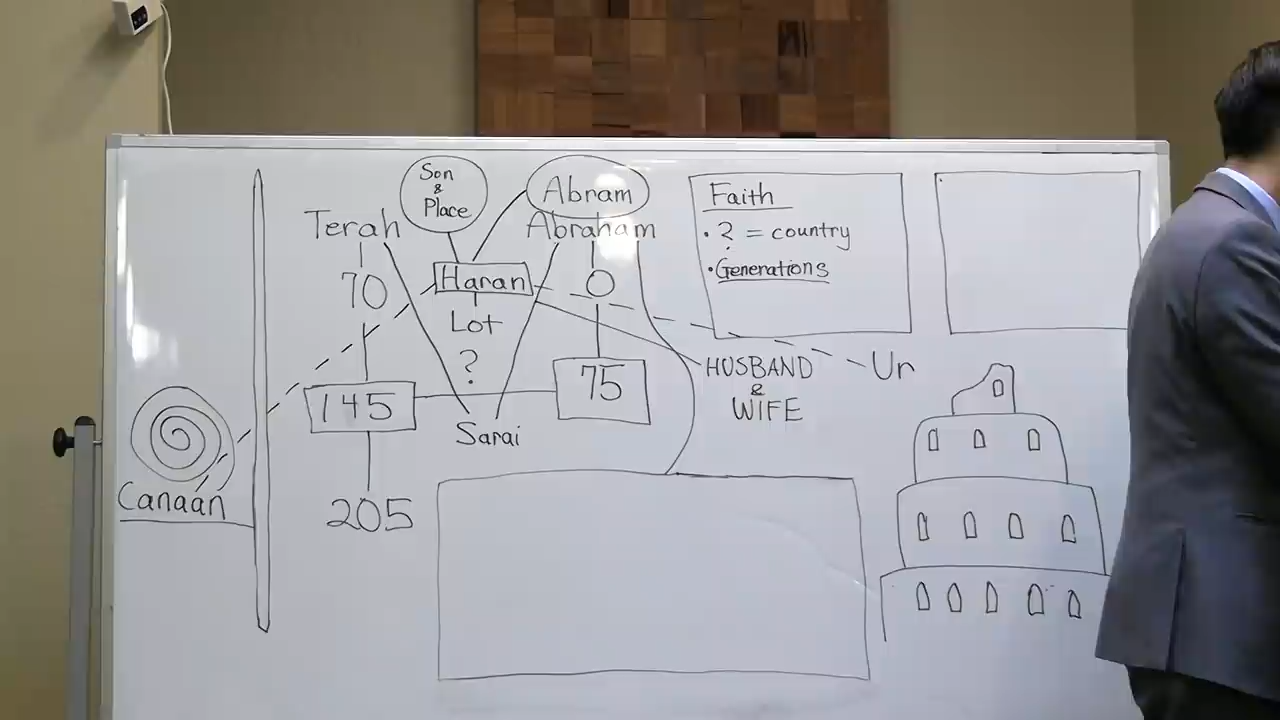 Son
&
Place
Abram
Terah
Abraham
70
Haran
0
Lot
?
145
75
Sarai
205
Canaan
Faith
• ? = country
• Generations
HUSBAND
&
WIFE
Ur